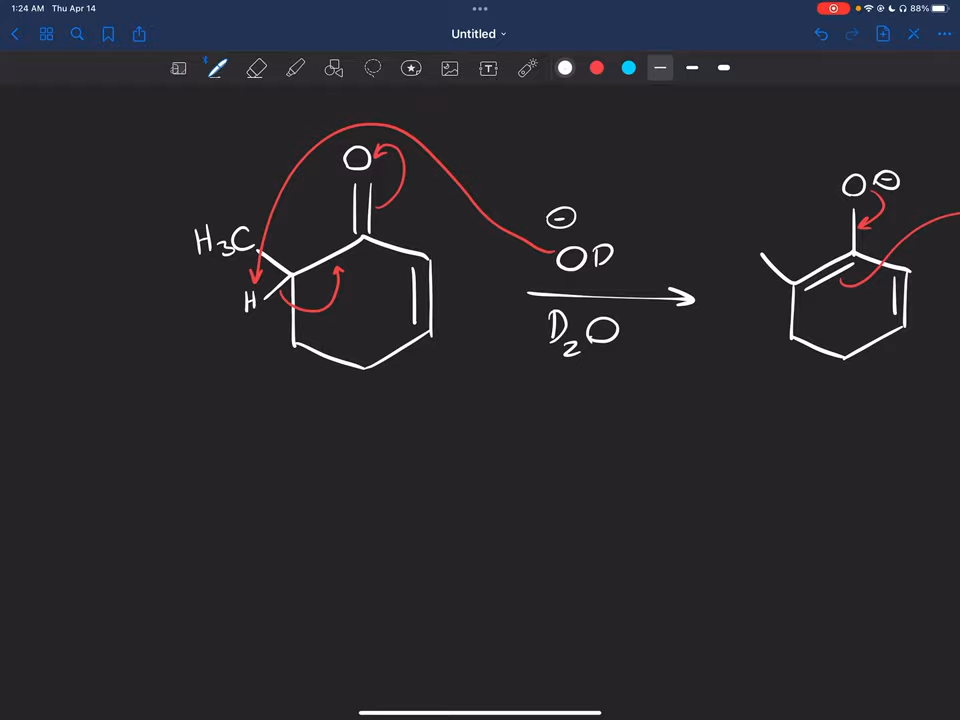 1:24 AM Thu Apr 14
88%
Untitled
T
O
H₃C
H
⊖
OD
D₂O
O ⊖